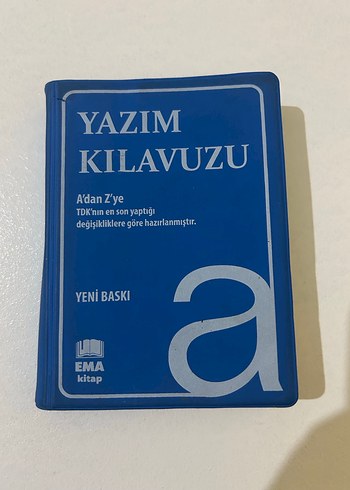 YAZIM
KILAVUZU
A'dan Z'ye
TDK'nın en son yaptığı
değişikliklere göre hazırlanmıştır.
YENİ BASKI
a
EMA
kitap